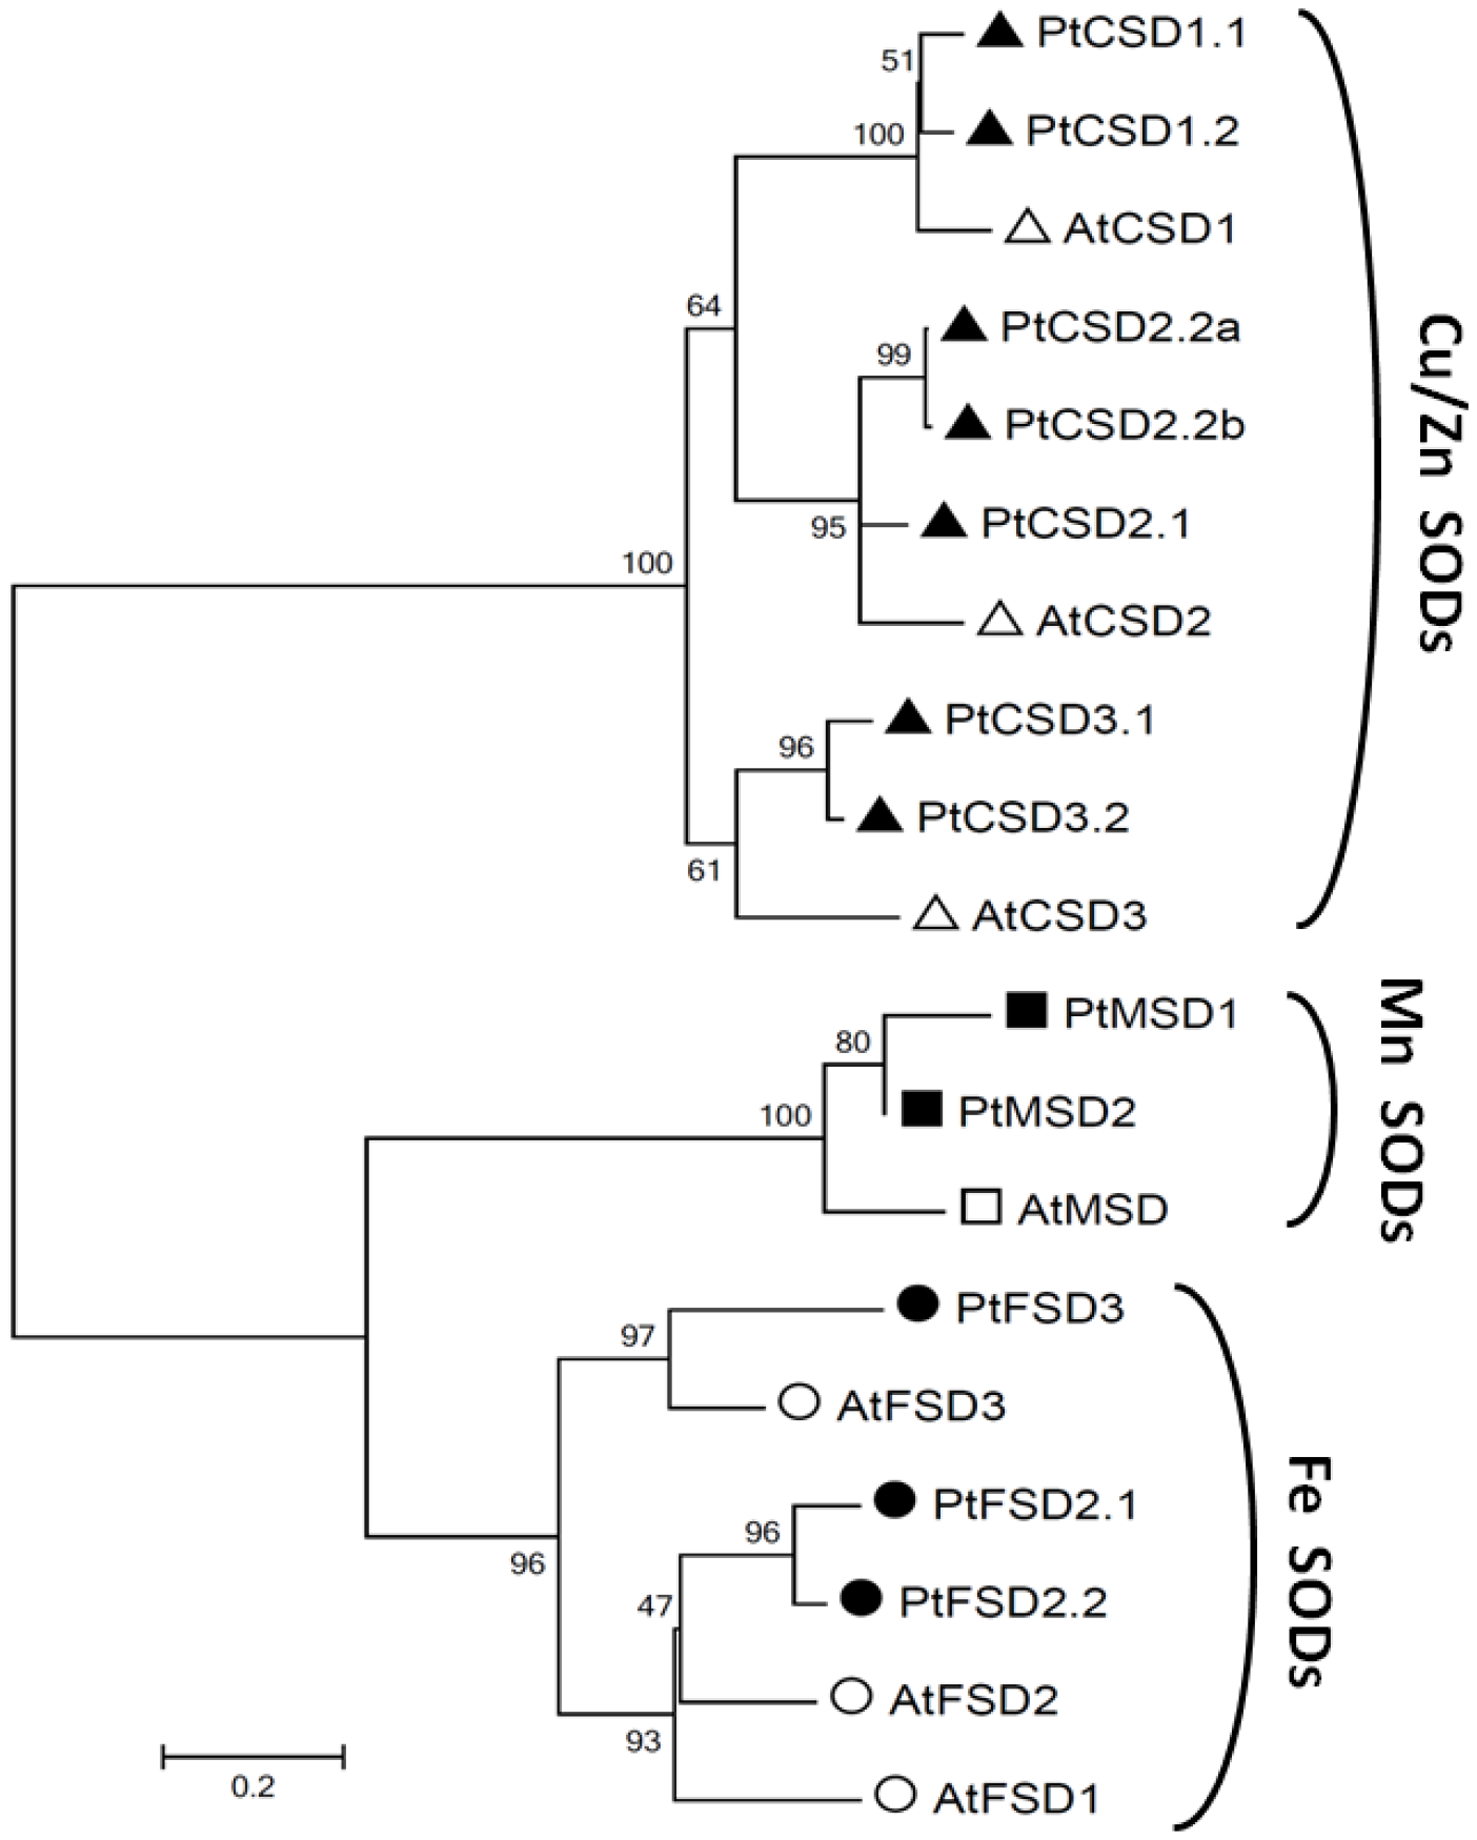 PtCSD1.1
51
PtCSD1.2
100
AtCSD1
64
PtCSD2.2a
99
PtCSD2.2b
PtCSD2.1
95
100
AtCSD2
PtCSD3.1
96
PtCSD3.2
61
AtCSD3
Cu/Zn SODs
PtMSD1
80
PtMSD2
100
AtMSD
Mn SODs
PtFSD3
97
AtFSD3
PtFSD2.1
96
96
PtFSD2.2
47
AtFSD2
93
AtFSD1
Fe SODs
0.2